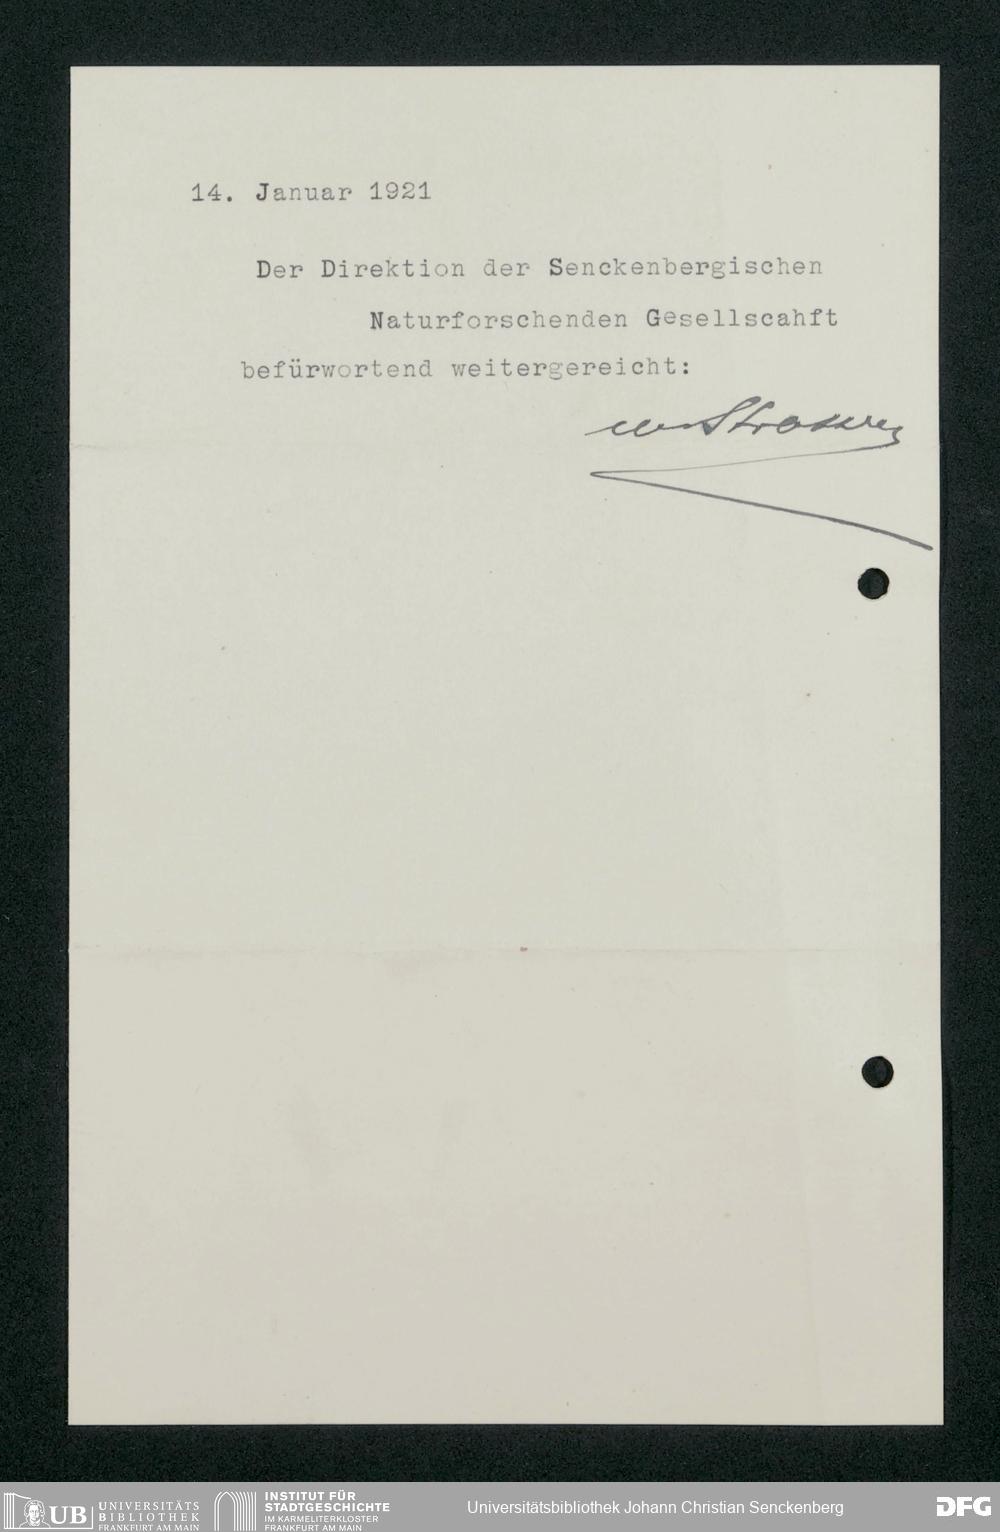 14. Januar 1921
Der Direktion der Senckenbergischen
Naturforschenden Gesellscahft
befürwortend weitergereicht:
UB
UNIVERSITÄTS
BIBLIOTHEK
FRANKFURT AM MAIN
INSTITUT FÜR
STADTGESCHICHTE
IM KARMELITERKLOSTER
FRANKFURT AM MAIN
Universitätsbibliothek Johann Christian Senckenberg
DFG